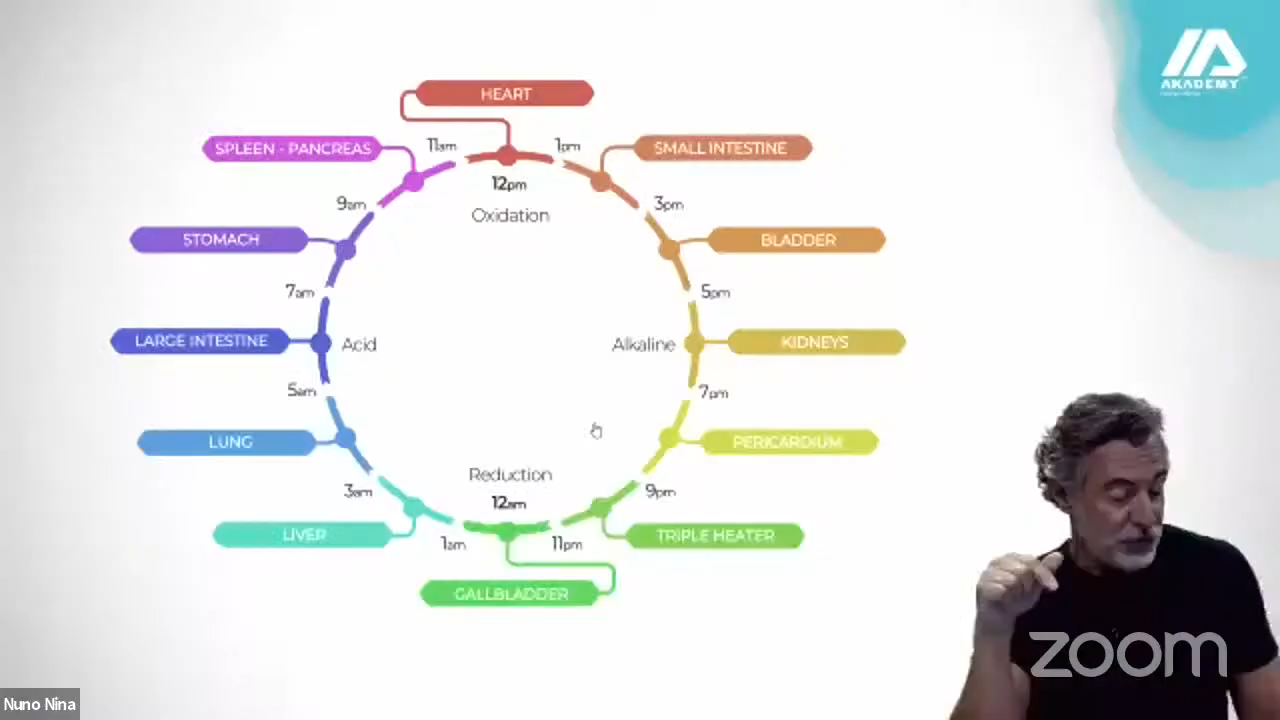 AKADEMY
HEART
11am
1pm
SPLEEN - PANCREAS
SMALL INTESTINE
12pm
9am
3pm
Oxidation
STOMACH
BLADDER
7am
5pm
LARGE INTESTINE
Acid
Alkaline
KIDNEYS
5am
7pm
LUNG
PERICARDIUM
Reduction
3am
12am
9pm
LIVER
TRIPLE HEATER
1am
11pm
GALLBLADDER
zoom
Nuno Nina